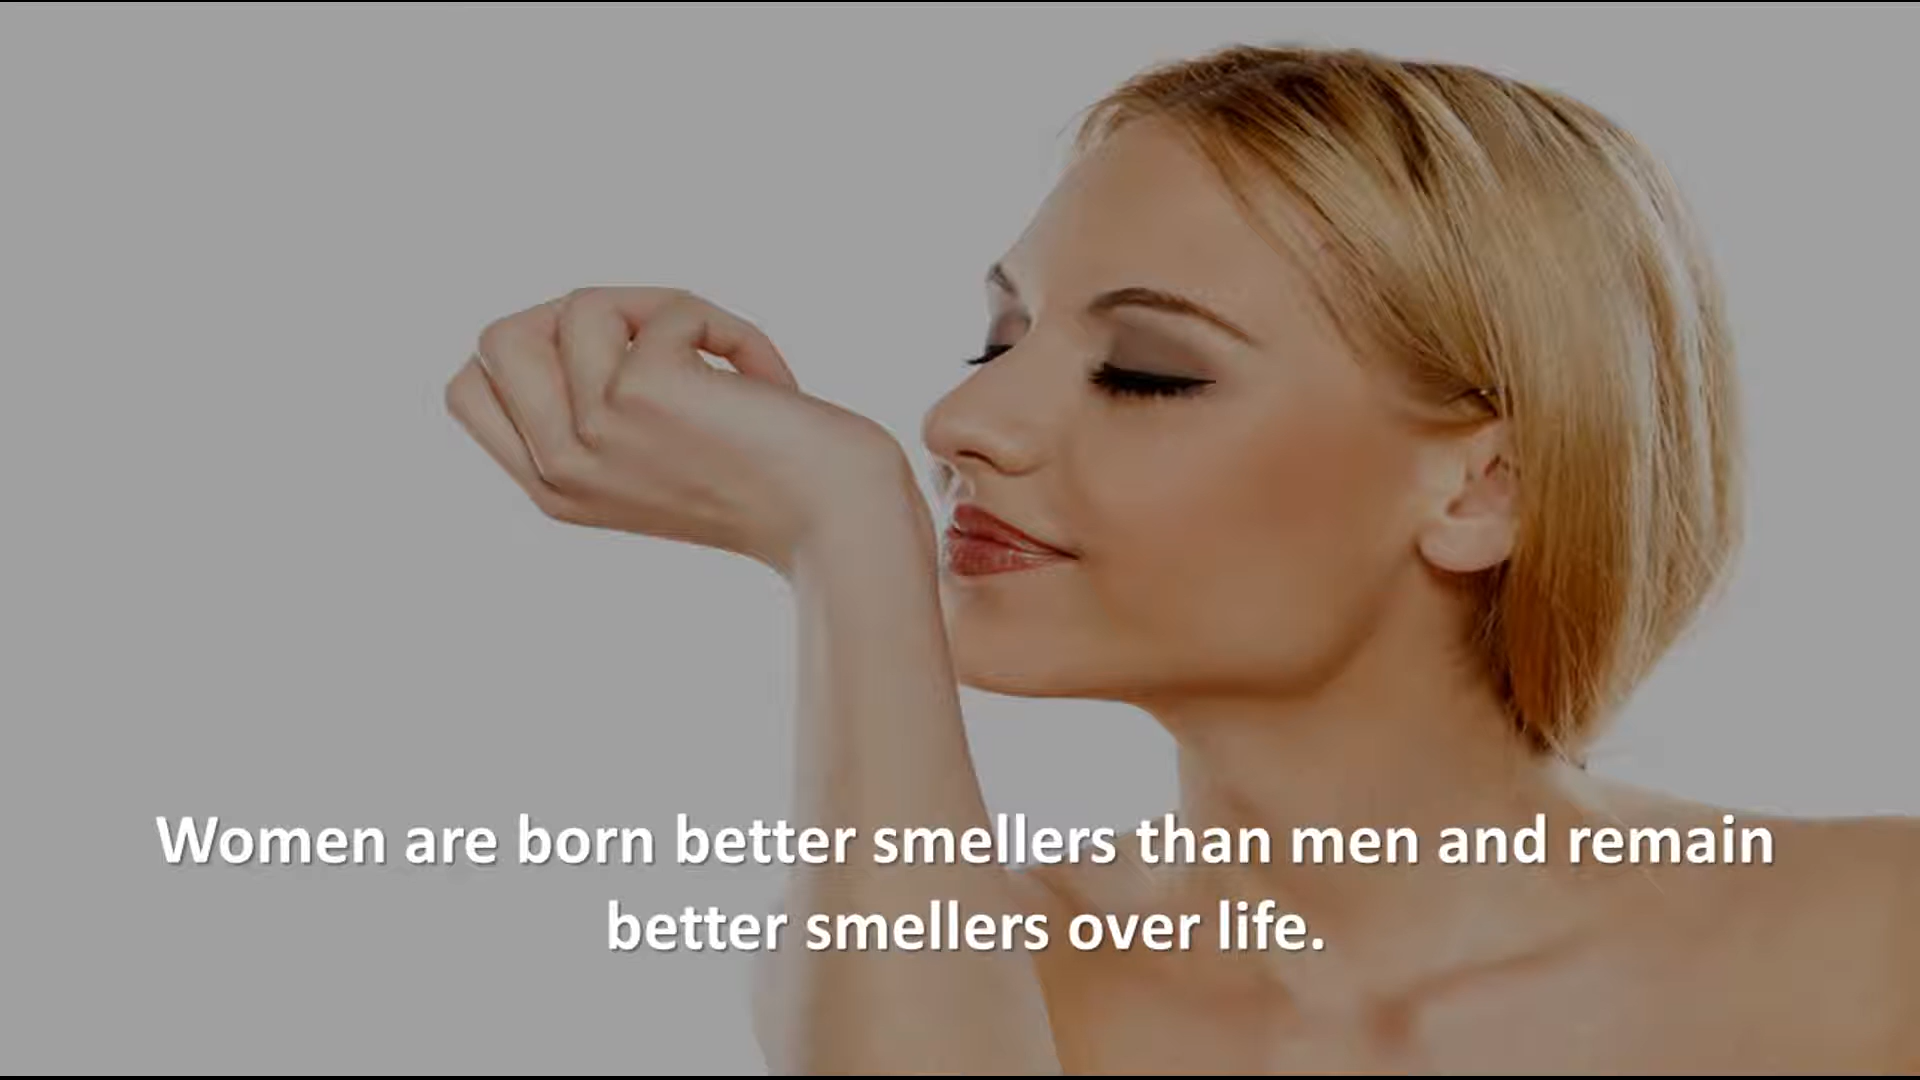 Women are born better smellers than men and remain
better smellers over life.